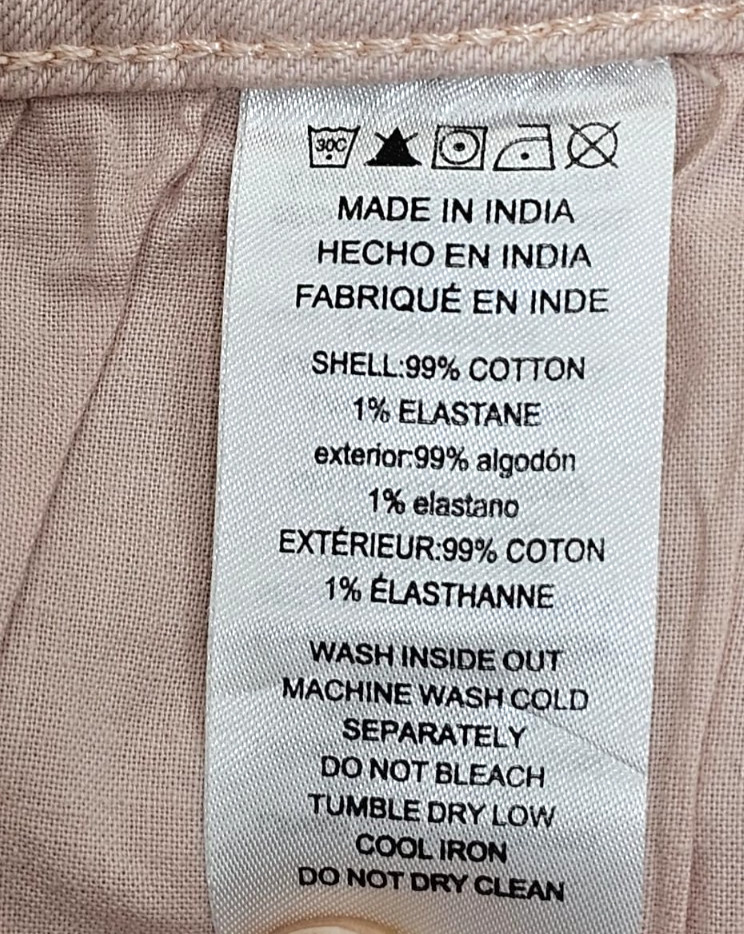 30C
MADE IN INDIA
HECHO EN INDIA
FABRIQUÉ EN INDE
SHELL:99% COTTON
1% ELASTANE
exterior:99% algodón
1% elastano
EXTÉRIEUR:99% COTON
1% ÉLASTHANNE
WASH INSIDE OUT
MACHINE WASH COLD
SEPARATELY
DO NOT BLEACH
TUMBLE DRY LOW
COOL IRON
DO NOT DRY CLEAN